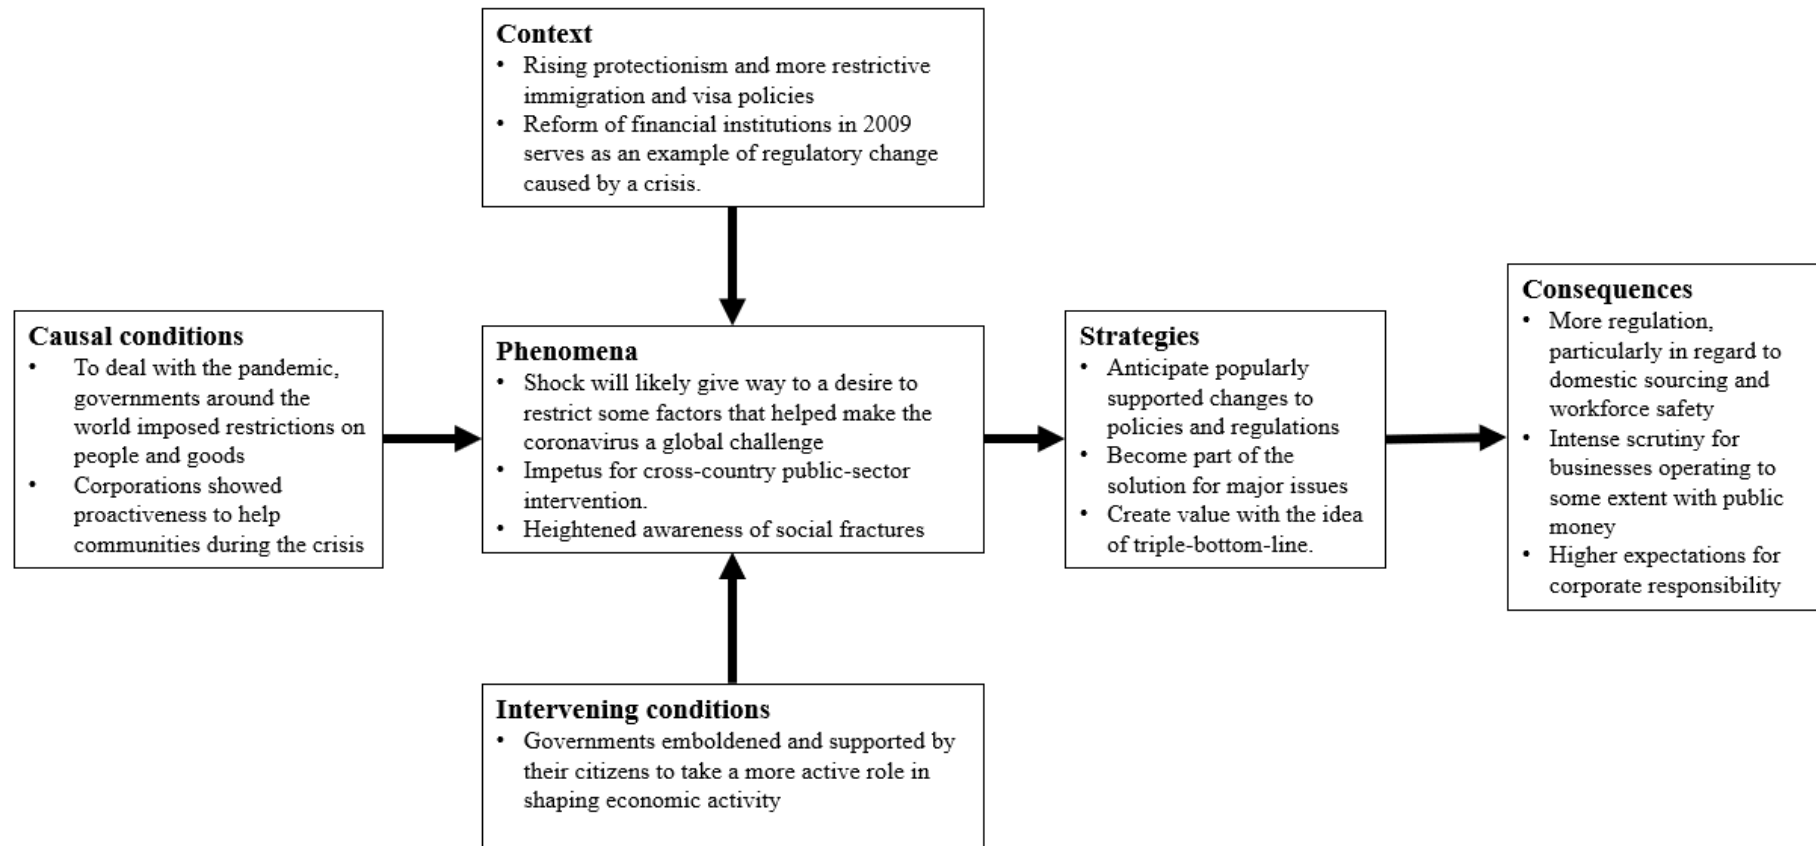 Context
• Rising protectionism and more restrictive
immigration and visa policies
• Reform of financial institutions in 2009
serves as an example of regulatory change
caused by a crisis.
Causal conditions
• To deal with the pandemic,
governments around the
world imposed restrictions on
people and goods
• Corporations showed
proactiveness to help
communities during the crisis
Phenomena
• Shock will likely give way to a desire to
restrict some factors that helped make the
coronavirus a global challenge
• Impetus for cross-country public-sector
intervention.
• Heightened awareness of social fractures
Strategies
• Anticipate popularly
supported changes to
policies and regulations
• Become part of the
solution for major issues
• Create value with the idea
of triple-bottom-line.
Consequences
• More regulation,
particularly in regard to
domestic sourcing and
workforce safety
• Intense scrutiny for
businesses operating to
some extent with public
money
• Higher expectations for
corporate responsibility
Intervening conditions
• Governments emboldened and supported by
their citizens to take a more active role in
shaping economic activity